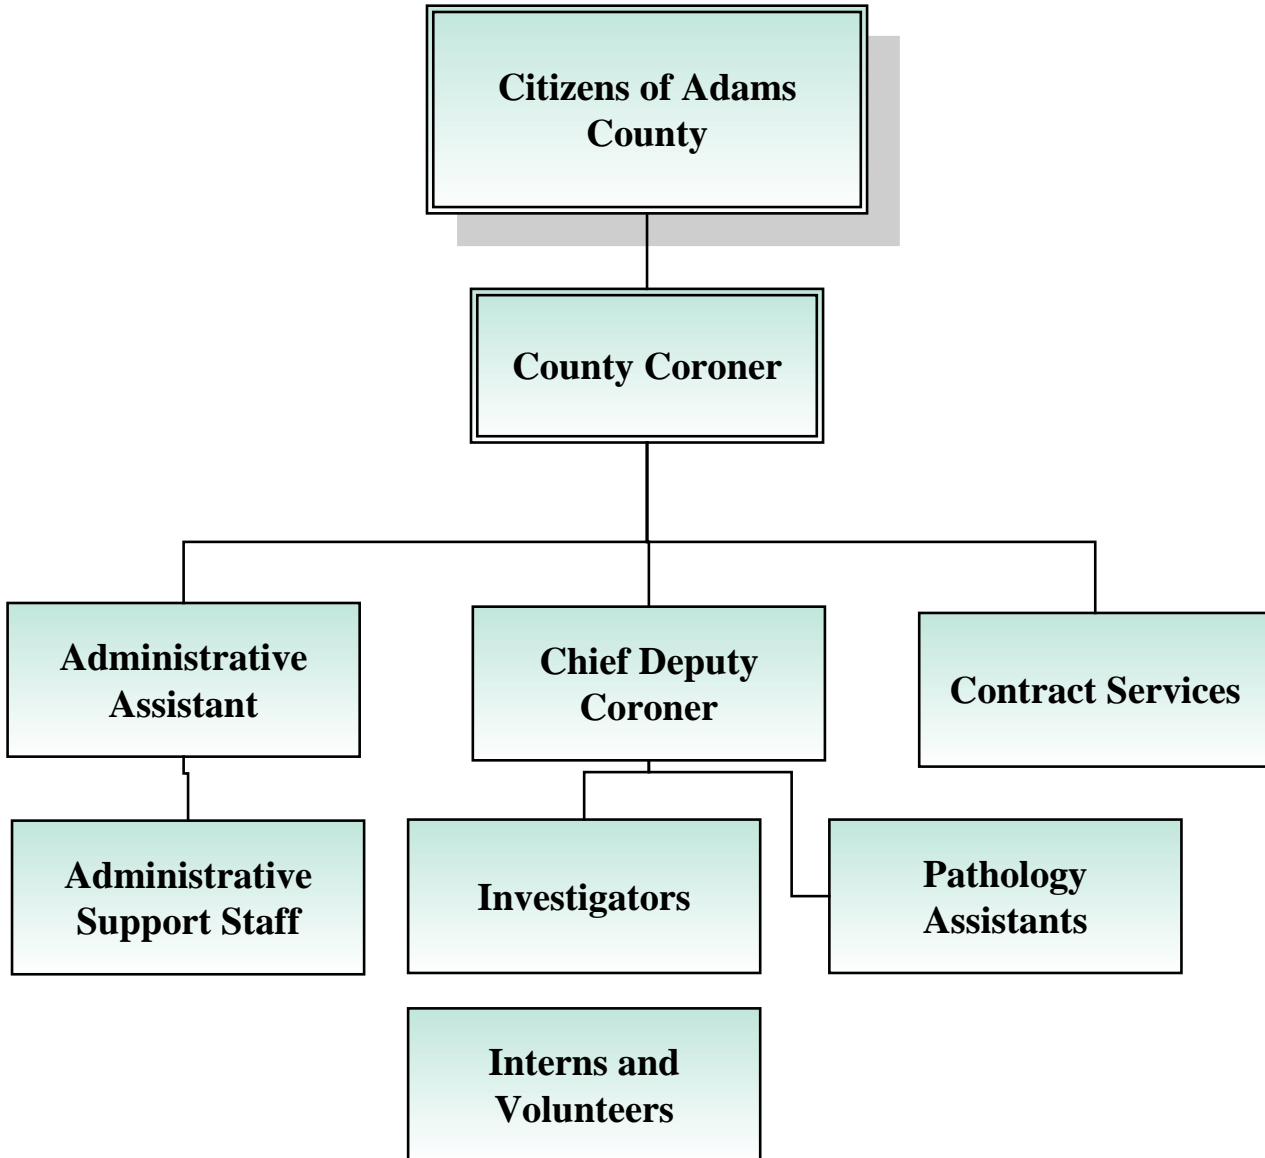 Citizens of Adams
County
County Coroner
Administrative
Assistant
Chief Deputy
Coroner
Contract Services
Administrative
Support Staff
Investigators
Pathology
Assistants
Interns and
Volunteers